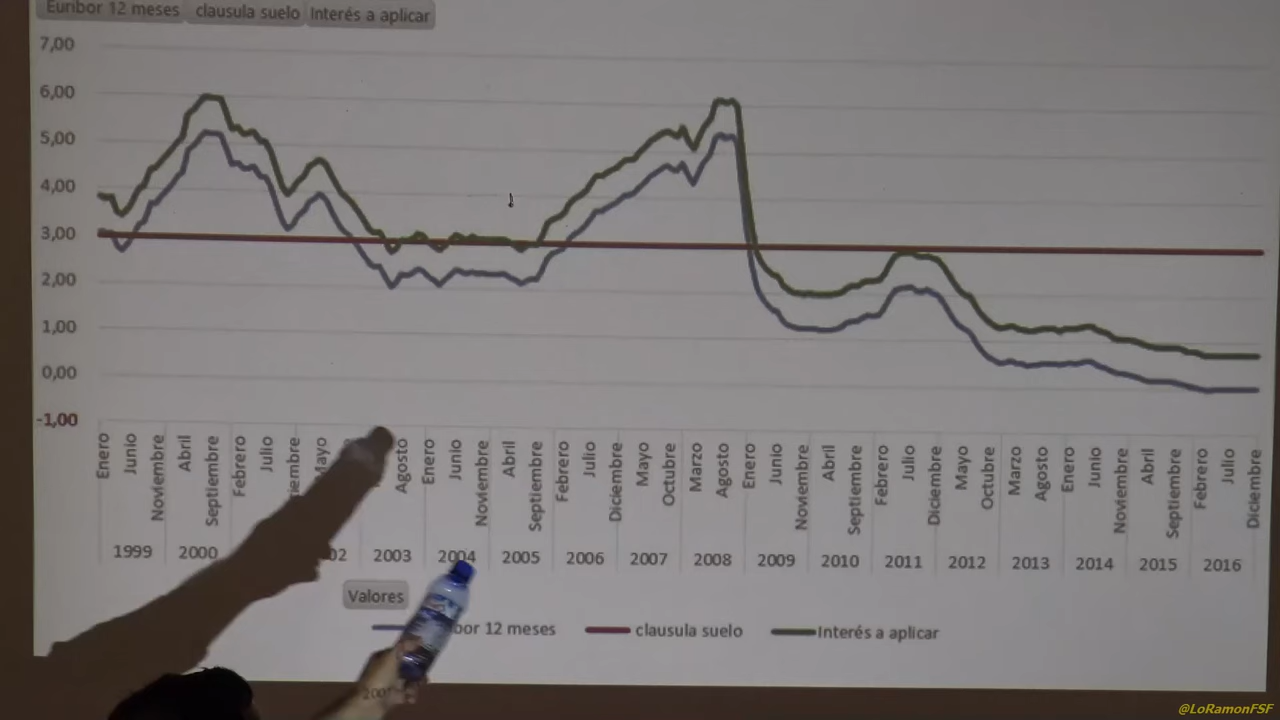 Euribor 12 meses clausula suelo Interés a aplicar
7,00
6,00
5,00
4,00
3,00
2,00
1,00
0,00
-1,00
Enero Junio Noviembre Abril Septiembre Febrero Julio Mayo Agosto Enero Junio Noviembre Abril Septiembre Febrero Julio Diciembre Mayo Octubre Marzo Agosto Enero Junio Noviembre Abril Septiembre Febrero Julio Diciembre Mayo Octubre Marzo Agosto Enero Junio Noviembre Abril Septiembre Febrero Julio Diciembre
1999 2000 02 2003 2004 2005 2006 2007 2008 2009 2010 2011 2012 2013 2014 2015 2016
Valores
bor 12 meses clausula suelo Interés a aplicar
@LoRamonFSF